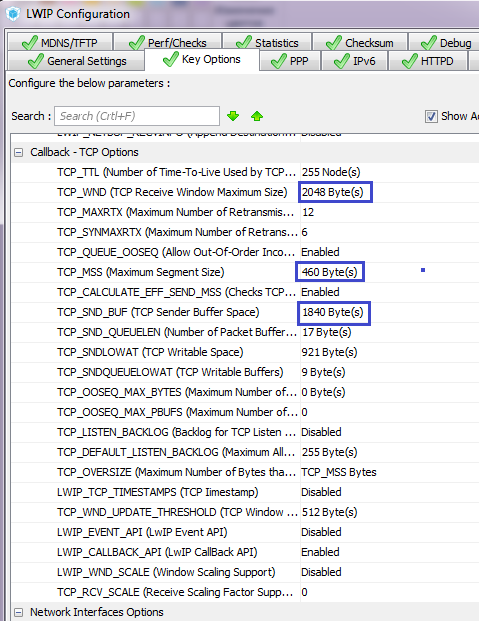 LWIP Configuration
MDNS/TFTP Perf/Checks Statistics Checksum Debug
General Settings Key Options PPP IPv6 HTTPD
Configure the below parameters :
Search : Search (CrtI+F) Show Ad
Callback - TCP Options
TCP_TTL (Number of Time-To-Live Used by TCP... 255 Node(s)
TCP_WND (TCP Receive Window Maximum Size) 2048 Byte(s)
TCP_MAXRTX (Maximum Number of Retransmis... 12
TCP_SYNMAXRTX (Maximum Number of Retrans... 6
TCP_QUEUE_OOSEQ (Allow Out-Of-Order Inco... Enabled
TCP_MSS (Maximum Segment Size) 460 Byte(s)
TCP_CALCULATE_EFF_SEND_MSS (Checks TCP... Enabled
TCP_SND_BUF (TCP Sender Buffer Space) 1840 Byte(s)
TCP_SND_QUEUELEN (Number of Packet Buffer... 17 Byte(s)
TCP_SNDLOWAT (TCP Writable Space) 921 Byte(s)
TCP_SNDQUEUELOWAT (TCP Writable Buffers) 9 Byte(s)
TCP_OOSEQ_MAX_BYTES (Maximum Number of... 0 Byte(s)
TCP_OOSEQ_MAX_PBUFS (Maximum Number of... 0
TCP_LISTEN_BACKLOG (Backlog for TCP Listen ... Disabled
TCP_DEFAULT_LISTEN_BACKLOG (Maximum All... 255 Byte(s)
TCP_OVERSIZE (Maximum Number of Bytes tha... TCP_MSS Bytes
LWIP_TCP_TIMESTAMPS (TCP Iimestamp) Disabled
TCP_WND_UPDATE_THRESHOLD (TCP Window ... 512 Byte(s)
LWIP_EVENT_API (LwIP Event API) Disabled
LWIP_CALLBACK_API (LwIP CallBack API) Enabled
LWIP_WND_SCALE (Window Scaling Support) Disabled
TCP_RCV_SCALE (Receive Scaling Factor Supp... 0
Network Interfaces Options